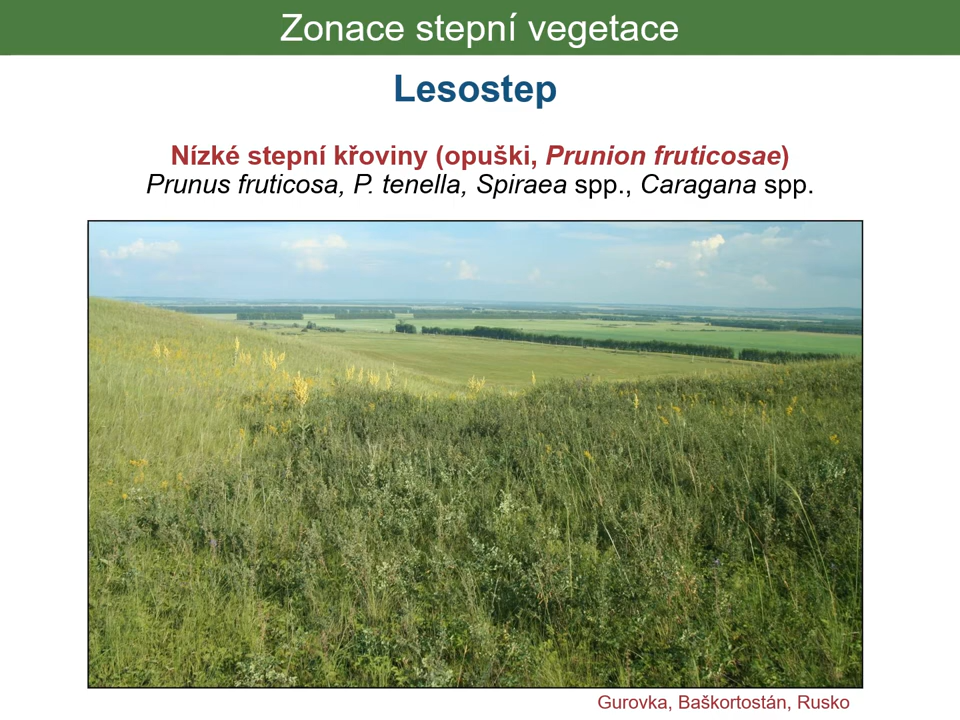 Zonace stepní vegetace
Lesostep
Nízké stepní křoviny (opuški, Prunion fruticosae)
Prunus fruticosa, P. tenella, Spiraea spp., Caragana spp.
Gurovka, Baškortostán, Rusko